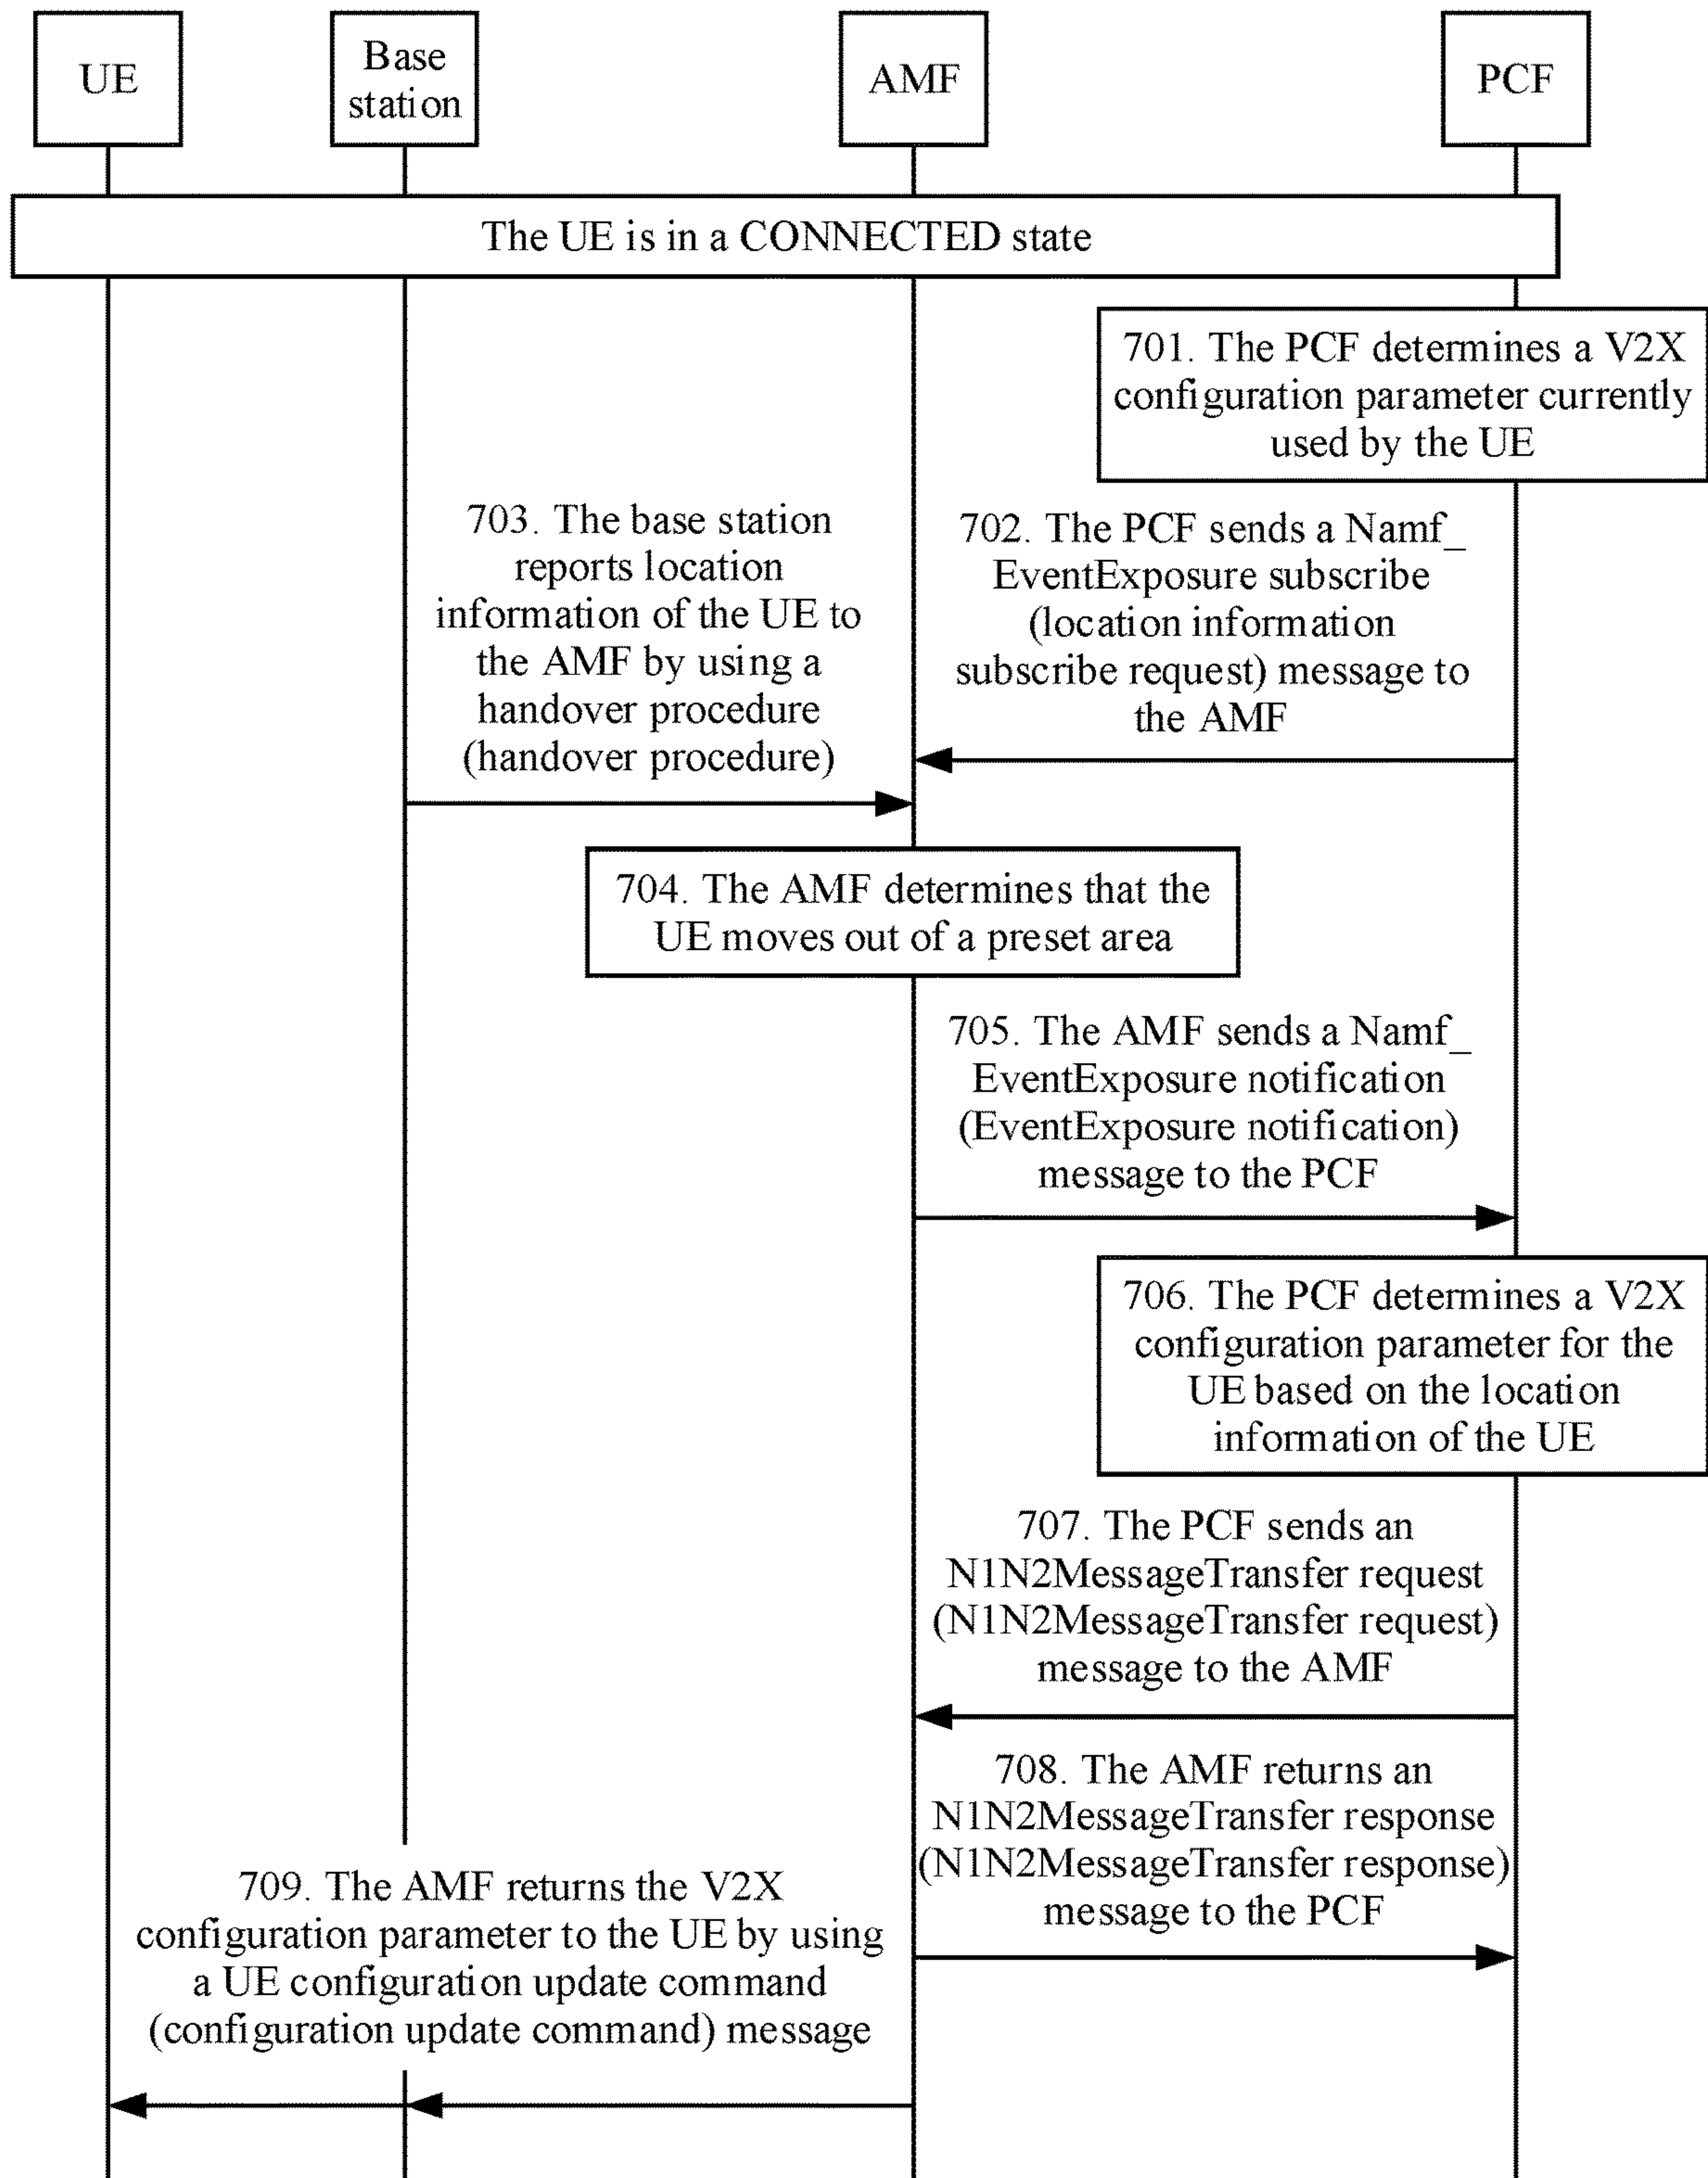 UE
Base
station
AMF
PCF
The UE is in a CONNECTED state
701. The PCF determines a V2X
configuration parameter currently
used by the UE
702. The PCF sends a Namf_
EventExposure subscribe
(location information
subscribe request) message to
the AMF
703. The base station
reports location
information of the UE to
the AMF by using a
handover procedure
(handover procedure)
704. The AMF determines that the
UE moves out of a preset area
705. The AMF sends a Namf_
EventExposure notification
(EventExposure notification)
message to the PCF
706. The PCF determines a V2X
configuration parameter for the
UE based on the location
information of the UE
707. The PCF sends an
N1N2MessageTransfer request
(N1N2MessageTransfer request)
message to the AMF
708. The AMF returns an
N1N2MessageTransfer response
(N1N2MessageTransfer response)
message to the PCF
709. The AMF returns the V2X
configuration parameter to the UE by using
a UE configuration update command
(configuration update command) message